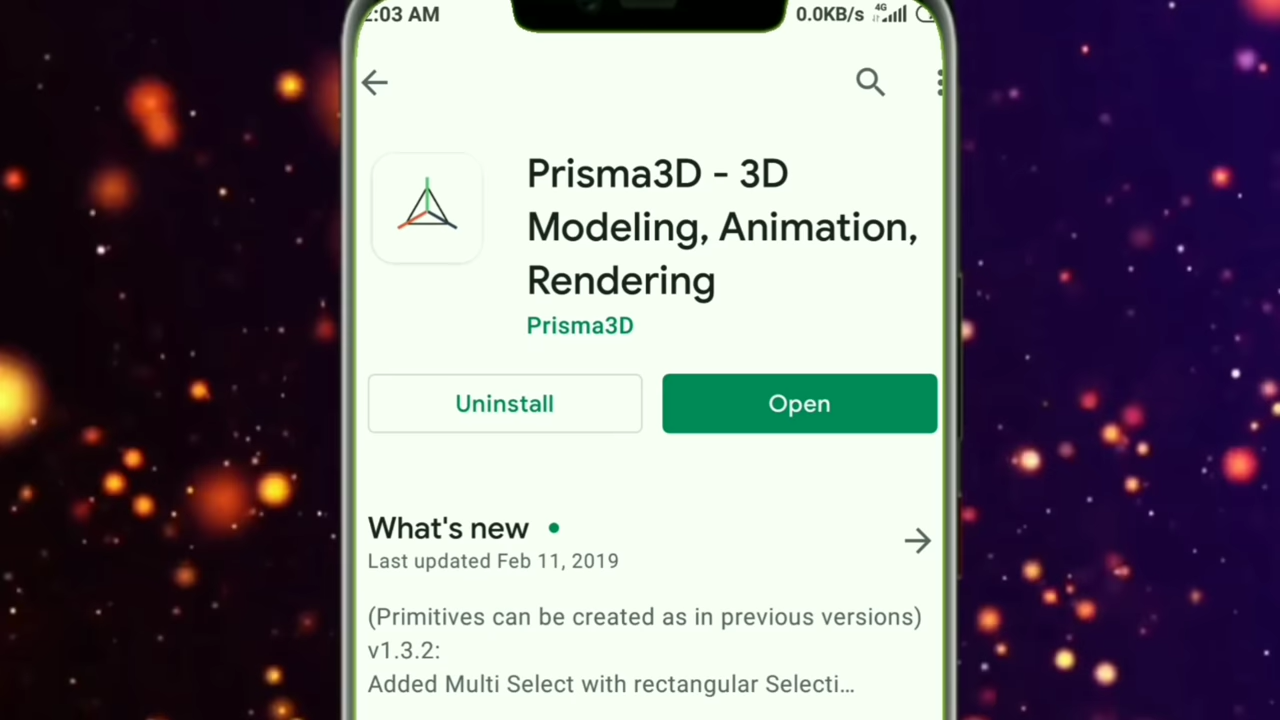 2:03 AM 0.0KB/s 4G
Prisma3D - 3D
Modeling, Animation,
Rendering
Prisma3D
Uninstall Open
What's new
Last updated Feb 11, 2019
(Primitives can be created as in previous versions)
v1.3.2:
Added Multi Select with rectangular Selecti…